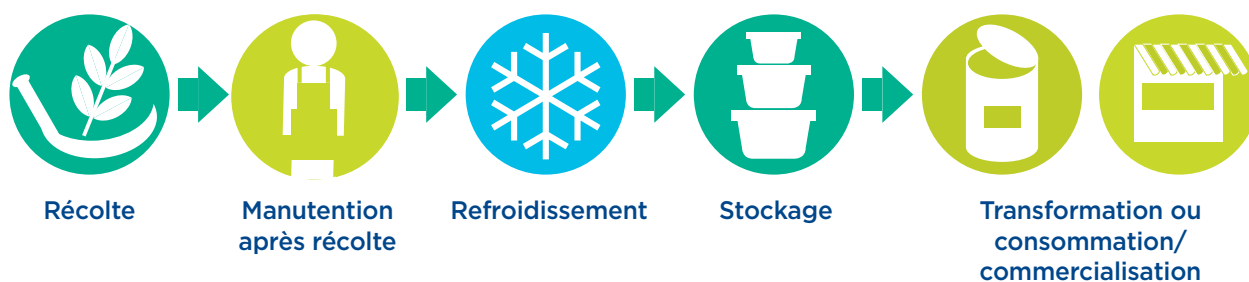 Récolte
Manutention
après récolte
Refroidissement
Stockage
Transformation ou
consommation/
commercialisation